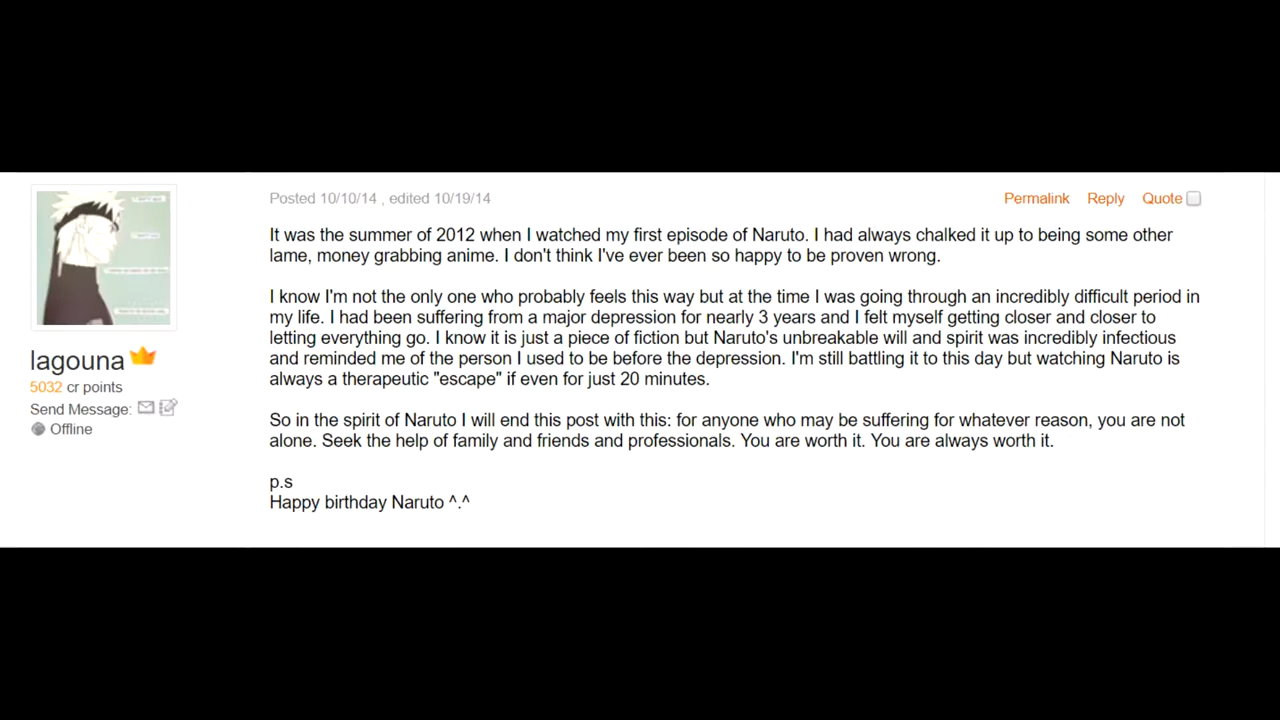 Posted 10/10/14 , edited 10/19/14
Permalink Reply Quote
It was the summer of 2012 when I watched my first episode of Naruto. I had always chalked it up to being some other
lame, money grabbing anime. I don't think I've ever been so happy to be proven wrong.
I know I'm not the only one who probably feels this way but at the time I was going through an incredibly difficult period in
my life. I had been suffering from a major depression for nearly 3 years and I felt myself getting closer and closer to
letting everything go. I know it is just a piece of fiction but Naruto's unbreakable will and spirit was incredibly infectious
and reminded me of the person I used to be before the depression. I'm still battling it to this day but watching Naruto is
always a therapeutic "escape" if even for just 20 minutes.
So in the spirit of Naruto I will end this post with this: for anyone who may be suffering for whatever reason, you are not
alone. Seek the help of family and friends and professionals. You are worth it. You are always worth it.
p.s
Happy birthday Naruto ^.^
lagouna
5032 cr points
Send Message:
Offline